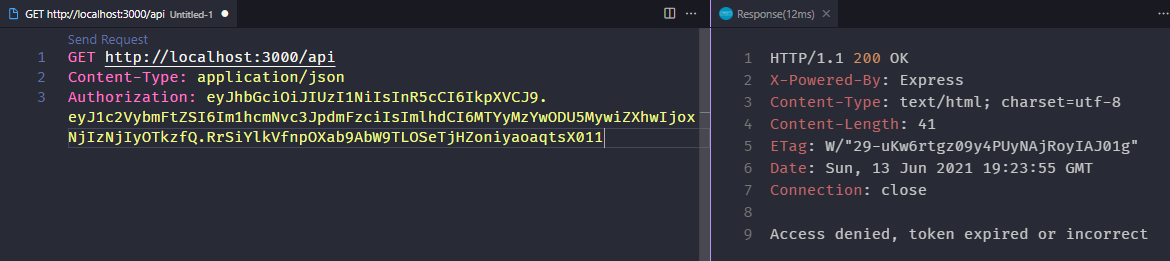 GET http://localhost:3000/api Untitled-1
Send Request
1 GET http://localhost:3000/api
2 Content-Type: application/json
3 Authorization: eyJhbGciOiJIUzI1NiIsInR5cCI6IkpXVCJ9.
eyJ1c2VybmFtZSI6Im1hcmNvc3JpdmFzciIsImlhdCI6MTYyMzYwODU5MywiZXhwIjox
NjIzNjIyOTkzfQ.RrSiYlkVfnpOXab9AbW9TLOSeTjHZoniyaoaqtsX011
Response(12ms)
1 HTTP/1.1 200 OK
2 X-Powered-By: Express
3 Content-Type: text/html; charset=utf-8
4 Content-Length: 41
5 ETag: W/"29-uKw6rtgz09y4PUyNAjRoyIAJ01g"
6 Date: Sun, 13 Jun 2021 19:23:55 GMT
7 Connection: close
8
9 Access denied, token expired or incorrect